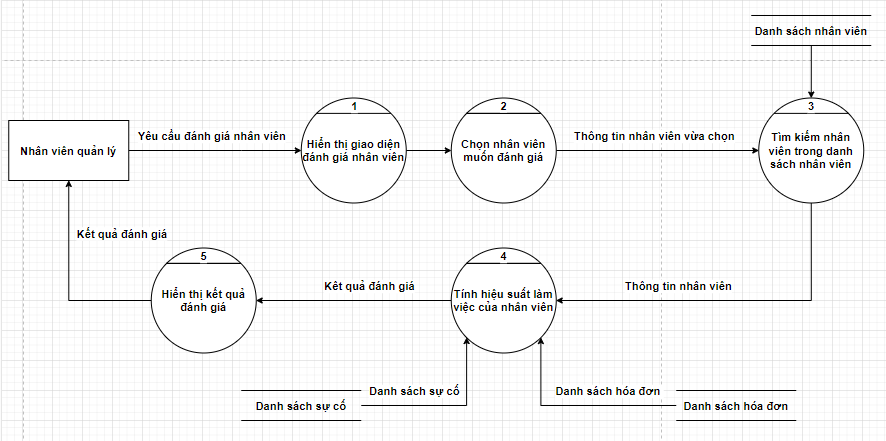 Danh sách nhân viên
1
2
3
Nhân viên quản lý
Yêu cầu đánh giá nhân viên
Hiển thị giao diện
đánh giá nhân viên
Chọn nhân viên
muốn đánh giá
Thông tin nhân viên vừa chọn
Tìm kiếm nhân
viên trong danh
sách nhân viên
Kết quả đánh giá
5
4
Hiển thị kết quả
đánh giá
Kêt quả đánh giá
Tính hiệu suất làm
việc của nhân viên
Thông tin nhân viên
Danh sách sự cố
Danh sách sự cố
Danh sách hóa đơn
Danh sách hóa đơn